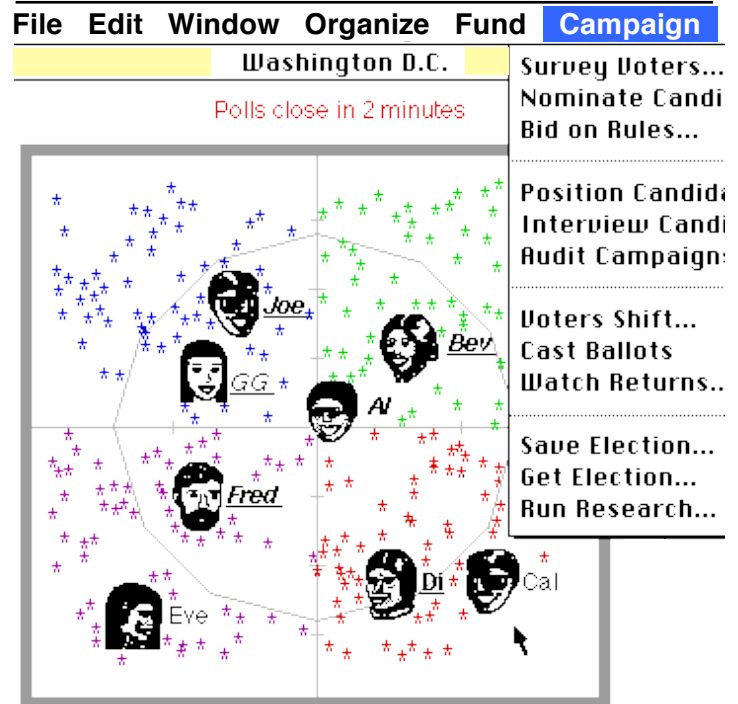 File Edit Window Organize Fund Campaign
Washington D.C.
Polls close in 2 minutes
Survey Voters...
Nominate Candi
Bid on Rules...
Position Candida
Interview Candi
Audit Campaigns
Voters Shift...
Cast Ballots
Watch Returns..
Save Election...
Get Election...
Run Research...
Joe
Bev
GG
Al
Fred
Di
Cal
Eve